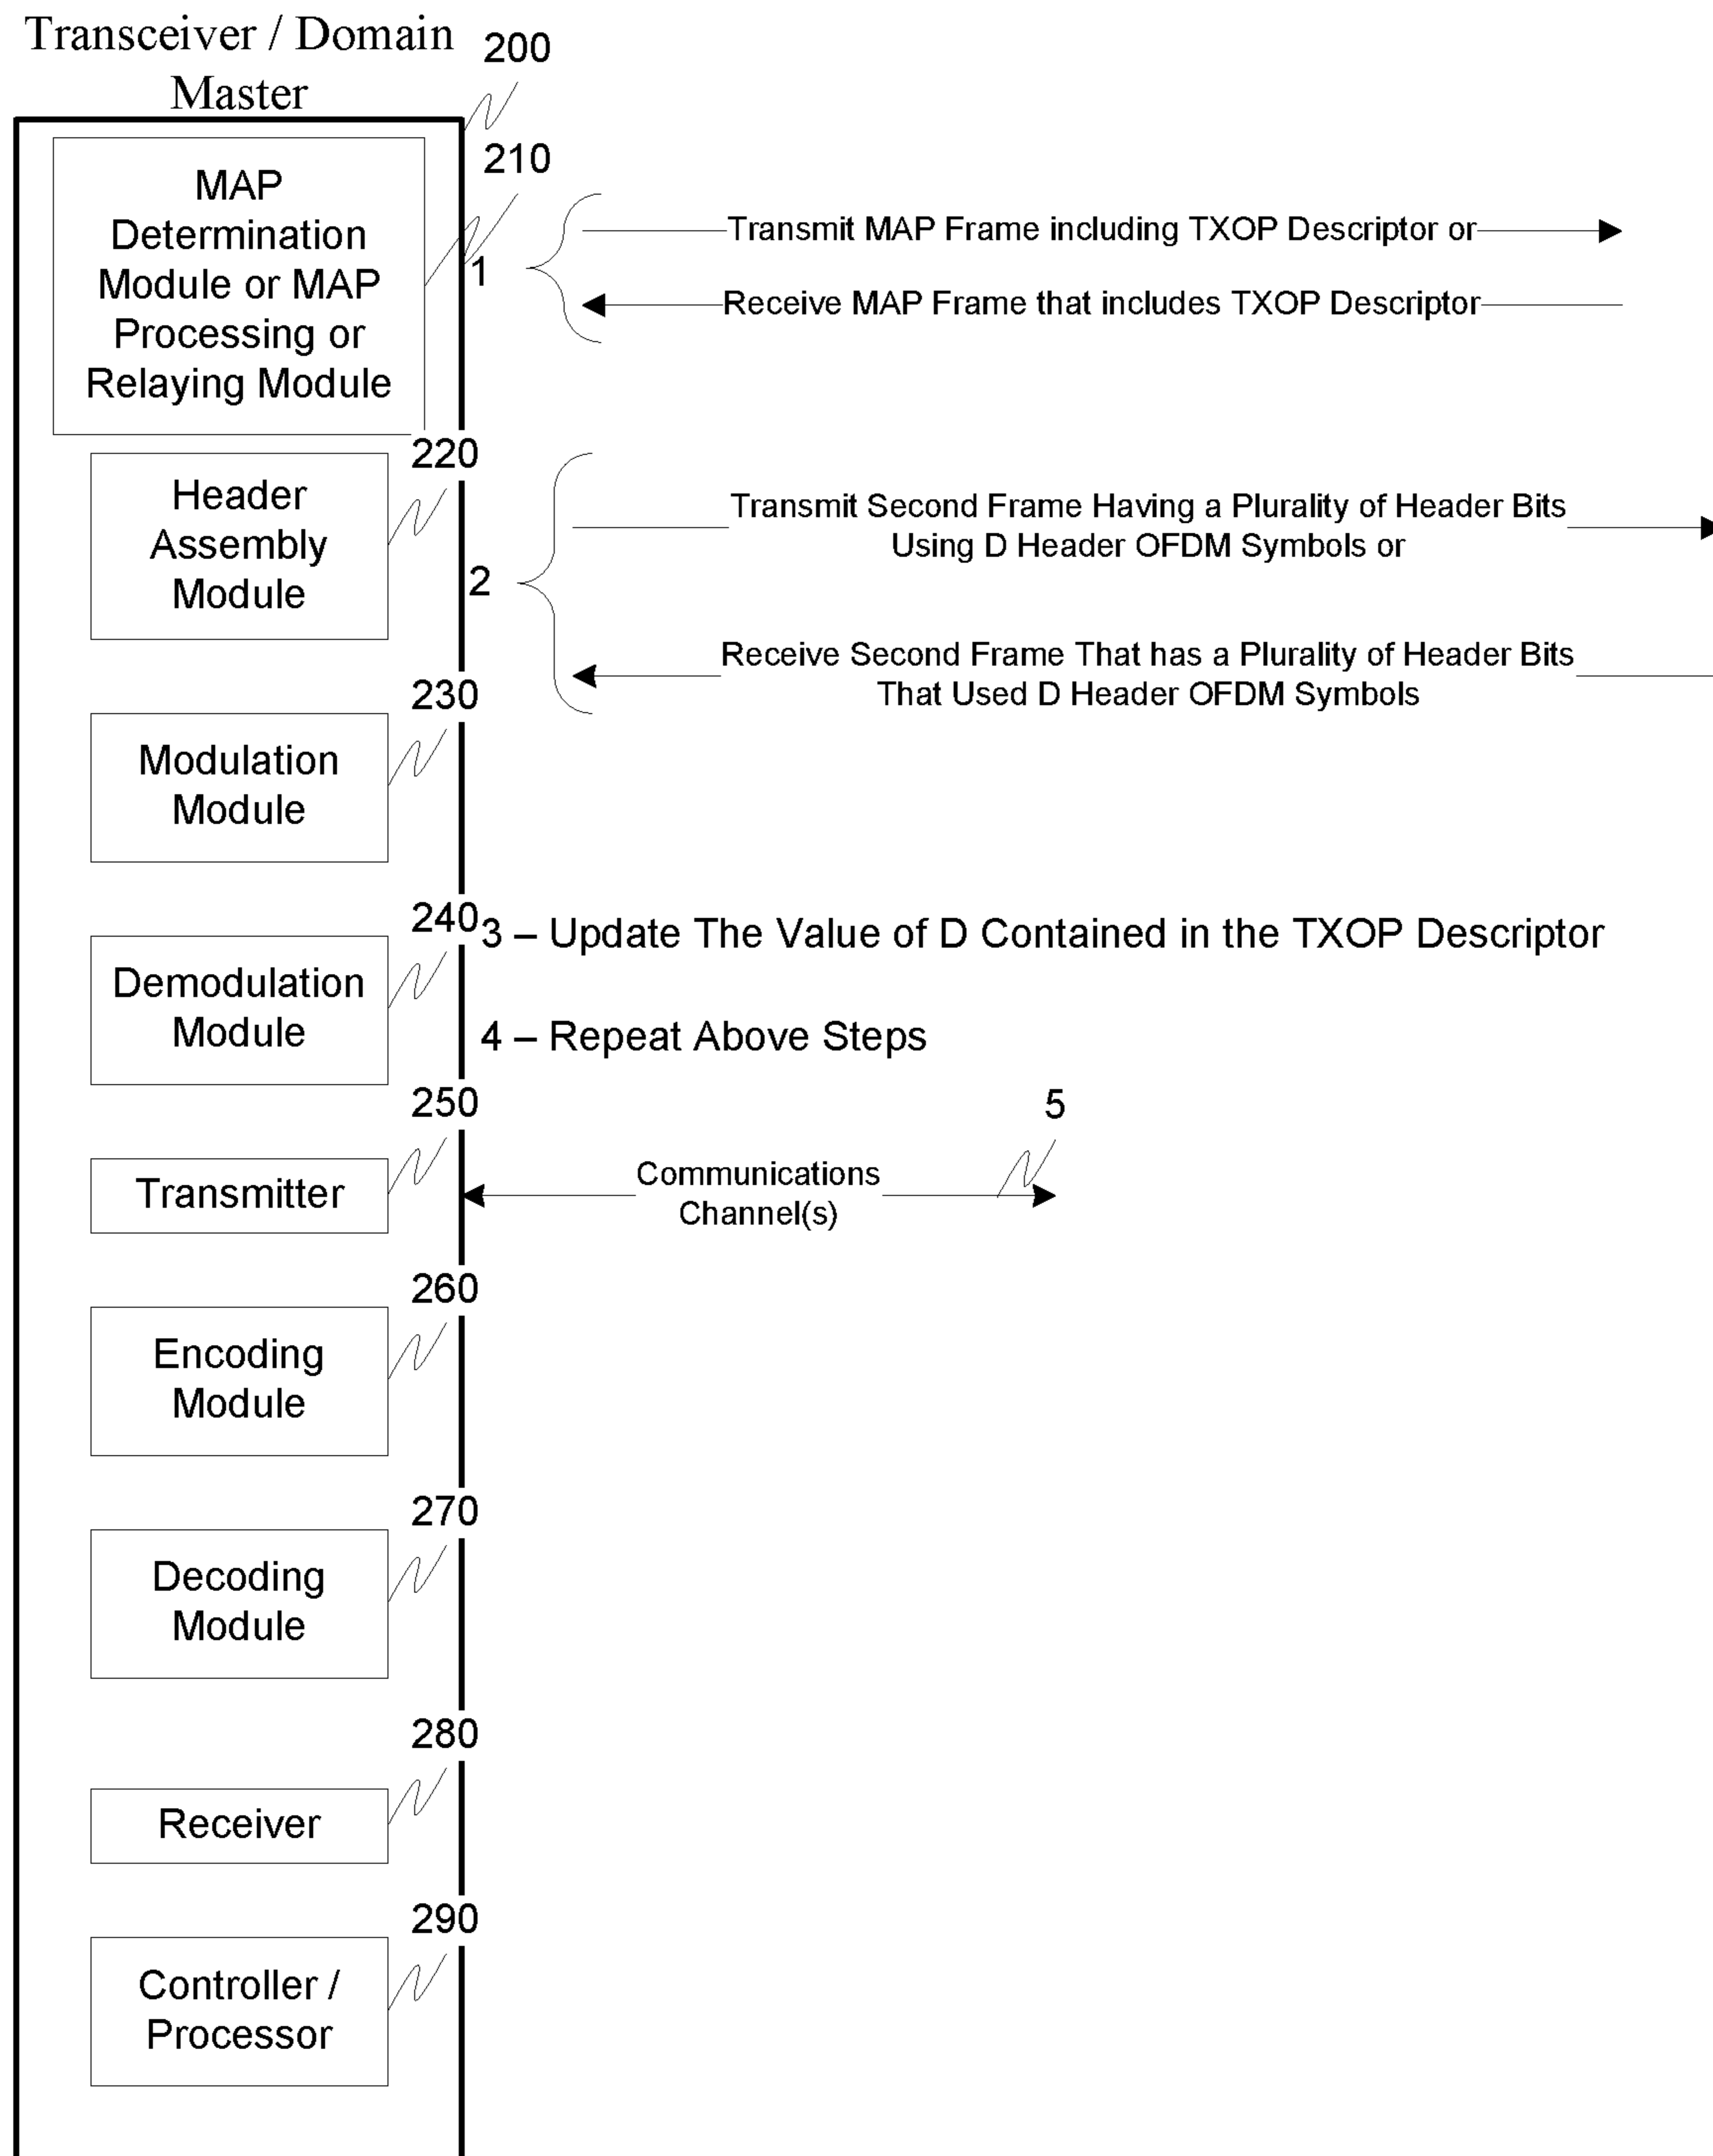 Transceiver / Domain
Master
200
210
MAP
Determination
Module or MAP
Processing or
Relaying Module
1
Transmit MAP Frame including TXOP Descriptor or
Receive MAP Frame that includes TXOP Descriptor
220
Header
Assembly
Module
2
Transmit Second Frame Having a Plurality of Header Bits
Using D Header OFDM Symbols or
Receive Second Frame That has a Plurality of Header Bits
That Used D Header OFDM Symbols
230
Modulation
Module
240
3 – Update The Value of D Contained in the TXOP Descriptor
Demodulation
Module
4 – Repeat Above Steps
250
5
Transmitter
Communications
Channel(s)
260
Encoding
Module
270
Decoding
Module
280
Receiver
290
Controller /
Processor